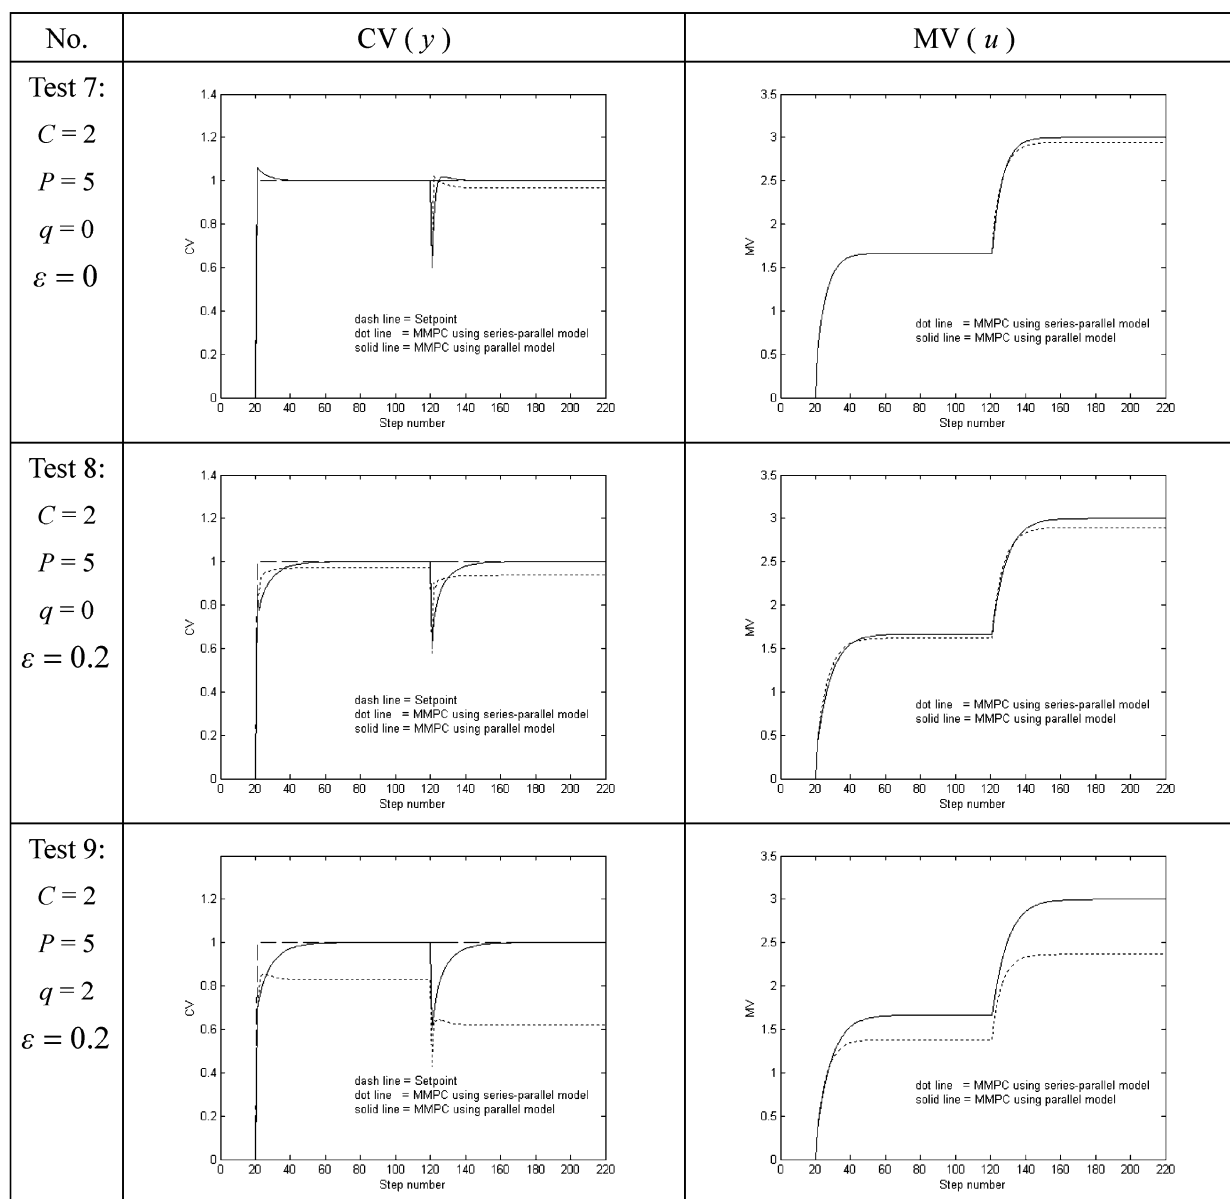 No.
CV ( y )
MV ( u )
Test 7:
C = 2
P = 5
q = 0
ε = 0
1.4
1.2
1
0.8
0.6
0.4
0.2
0
CV
dash line = Setpoint
dot line = MMPC using series-parallel model
solid line = MMPC using parallel model
0 20 40 60 80 100 120 140 160 180 200 220
Step number
3.5
3
2.5
2
1.5
1
0.5
0
MV
dot line = MMPC using series-parallel model
solid line = MMPC using parallel model
0 20 40 60 80 100 120 140 160 180 200 220
Step number
Test 8:
C = 2
P = 5
q = 0
ε = 0.2
1.4
1.2
1
0.8
0.6
0.4
0.2
0
CV
dash line = Setpoint
dot line = MMPC using series-parallel model
solid line = MMPC using parallel model
0 20 40 60 80 100 120 140 160 180 200 220
Step number
3.5
3
2.5
2
1.5
1
0.5
0
MV
dot line = MMPC using series-parallel model
solid line = MMPC using parallel model
0 20 40 60 80 100 120 140 160 180 200 220
Step number
Test 9:
C = 2
P = 5
q = 2
ε = 0.2
1.2
1
0.8
0.6
0.4
0.2
0
CV
dash line = Setpoint
dot line = MMPC using series-parallel model
solid line = MMPC using parallel model
0 20 40 60 80 100 120 140 160 180 200 220
Step number
3.5
3
2.5
2
1.5
1
0.5
0
MV
dot line = MMPC using series-parallel model
solid line = MMPC using parallel model
0 20 40 60 80 100 120 140 160 180 200 220
Step number